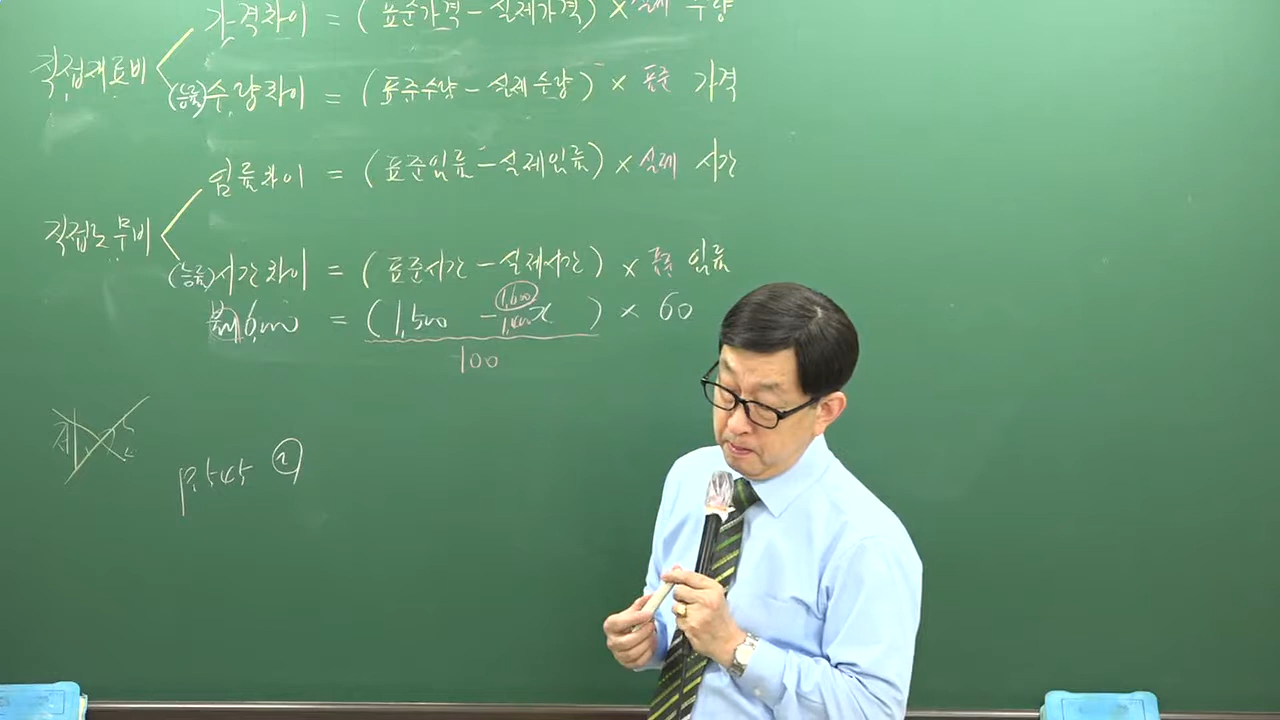 가격차이 = (표준가격 - 실제가격) × 실제 수량
직접재료비
(능률)수량차이 = (표준수량 - 실제수량) × 표준 가격
임률차이 = (표준임률 - 실제임률) × 실제 시간
직접노무비
(능률)시간차이 = (표준시간 - 실제시간) × 표준 임률
6,000 = (1,500 - x) × 60
1,600
1,400
100
p.545 ②